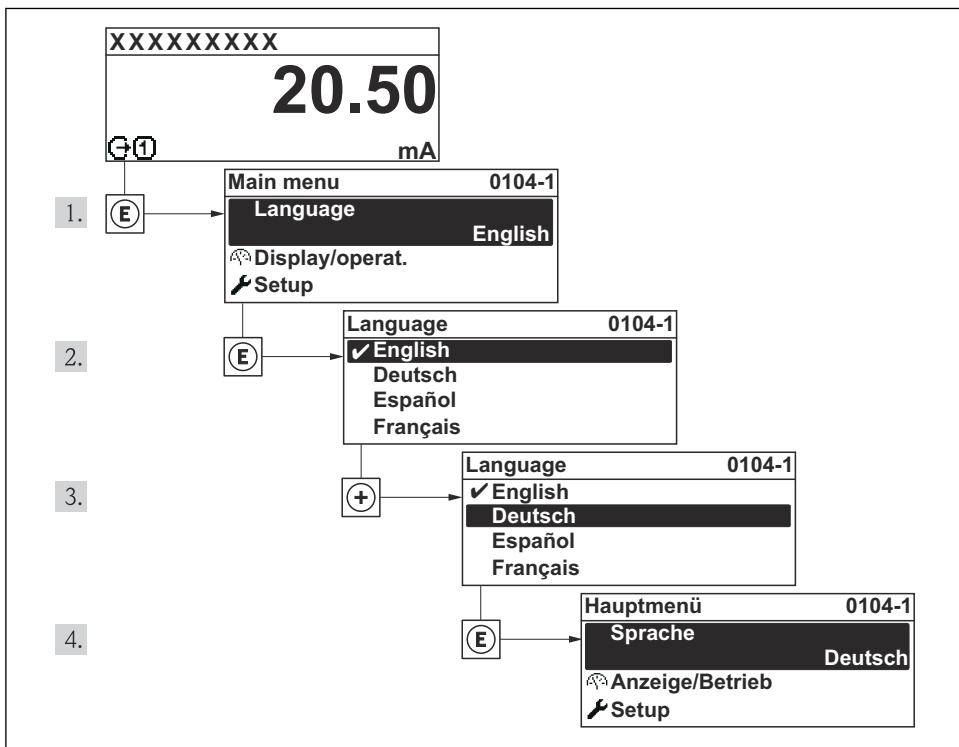 XXXXXXXXX
20.50
1 mA
1. E
Main menu 0104-1
Language
English
Display/operat.
Setup
2. E
Language 0104-1
✔ English
Deutsch
Español
Français
3. +
Language 0104-1
✔ English
Deutsch
Español
Français
4. E
Hauptmenü 0104-1
Sprache
Deutsch
Anzeige/Betrieb
Setup